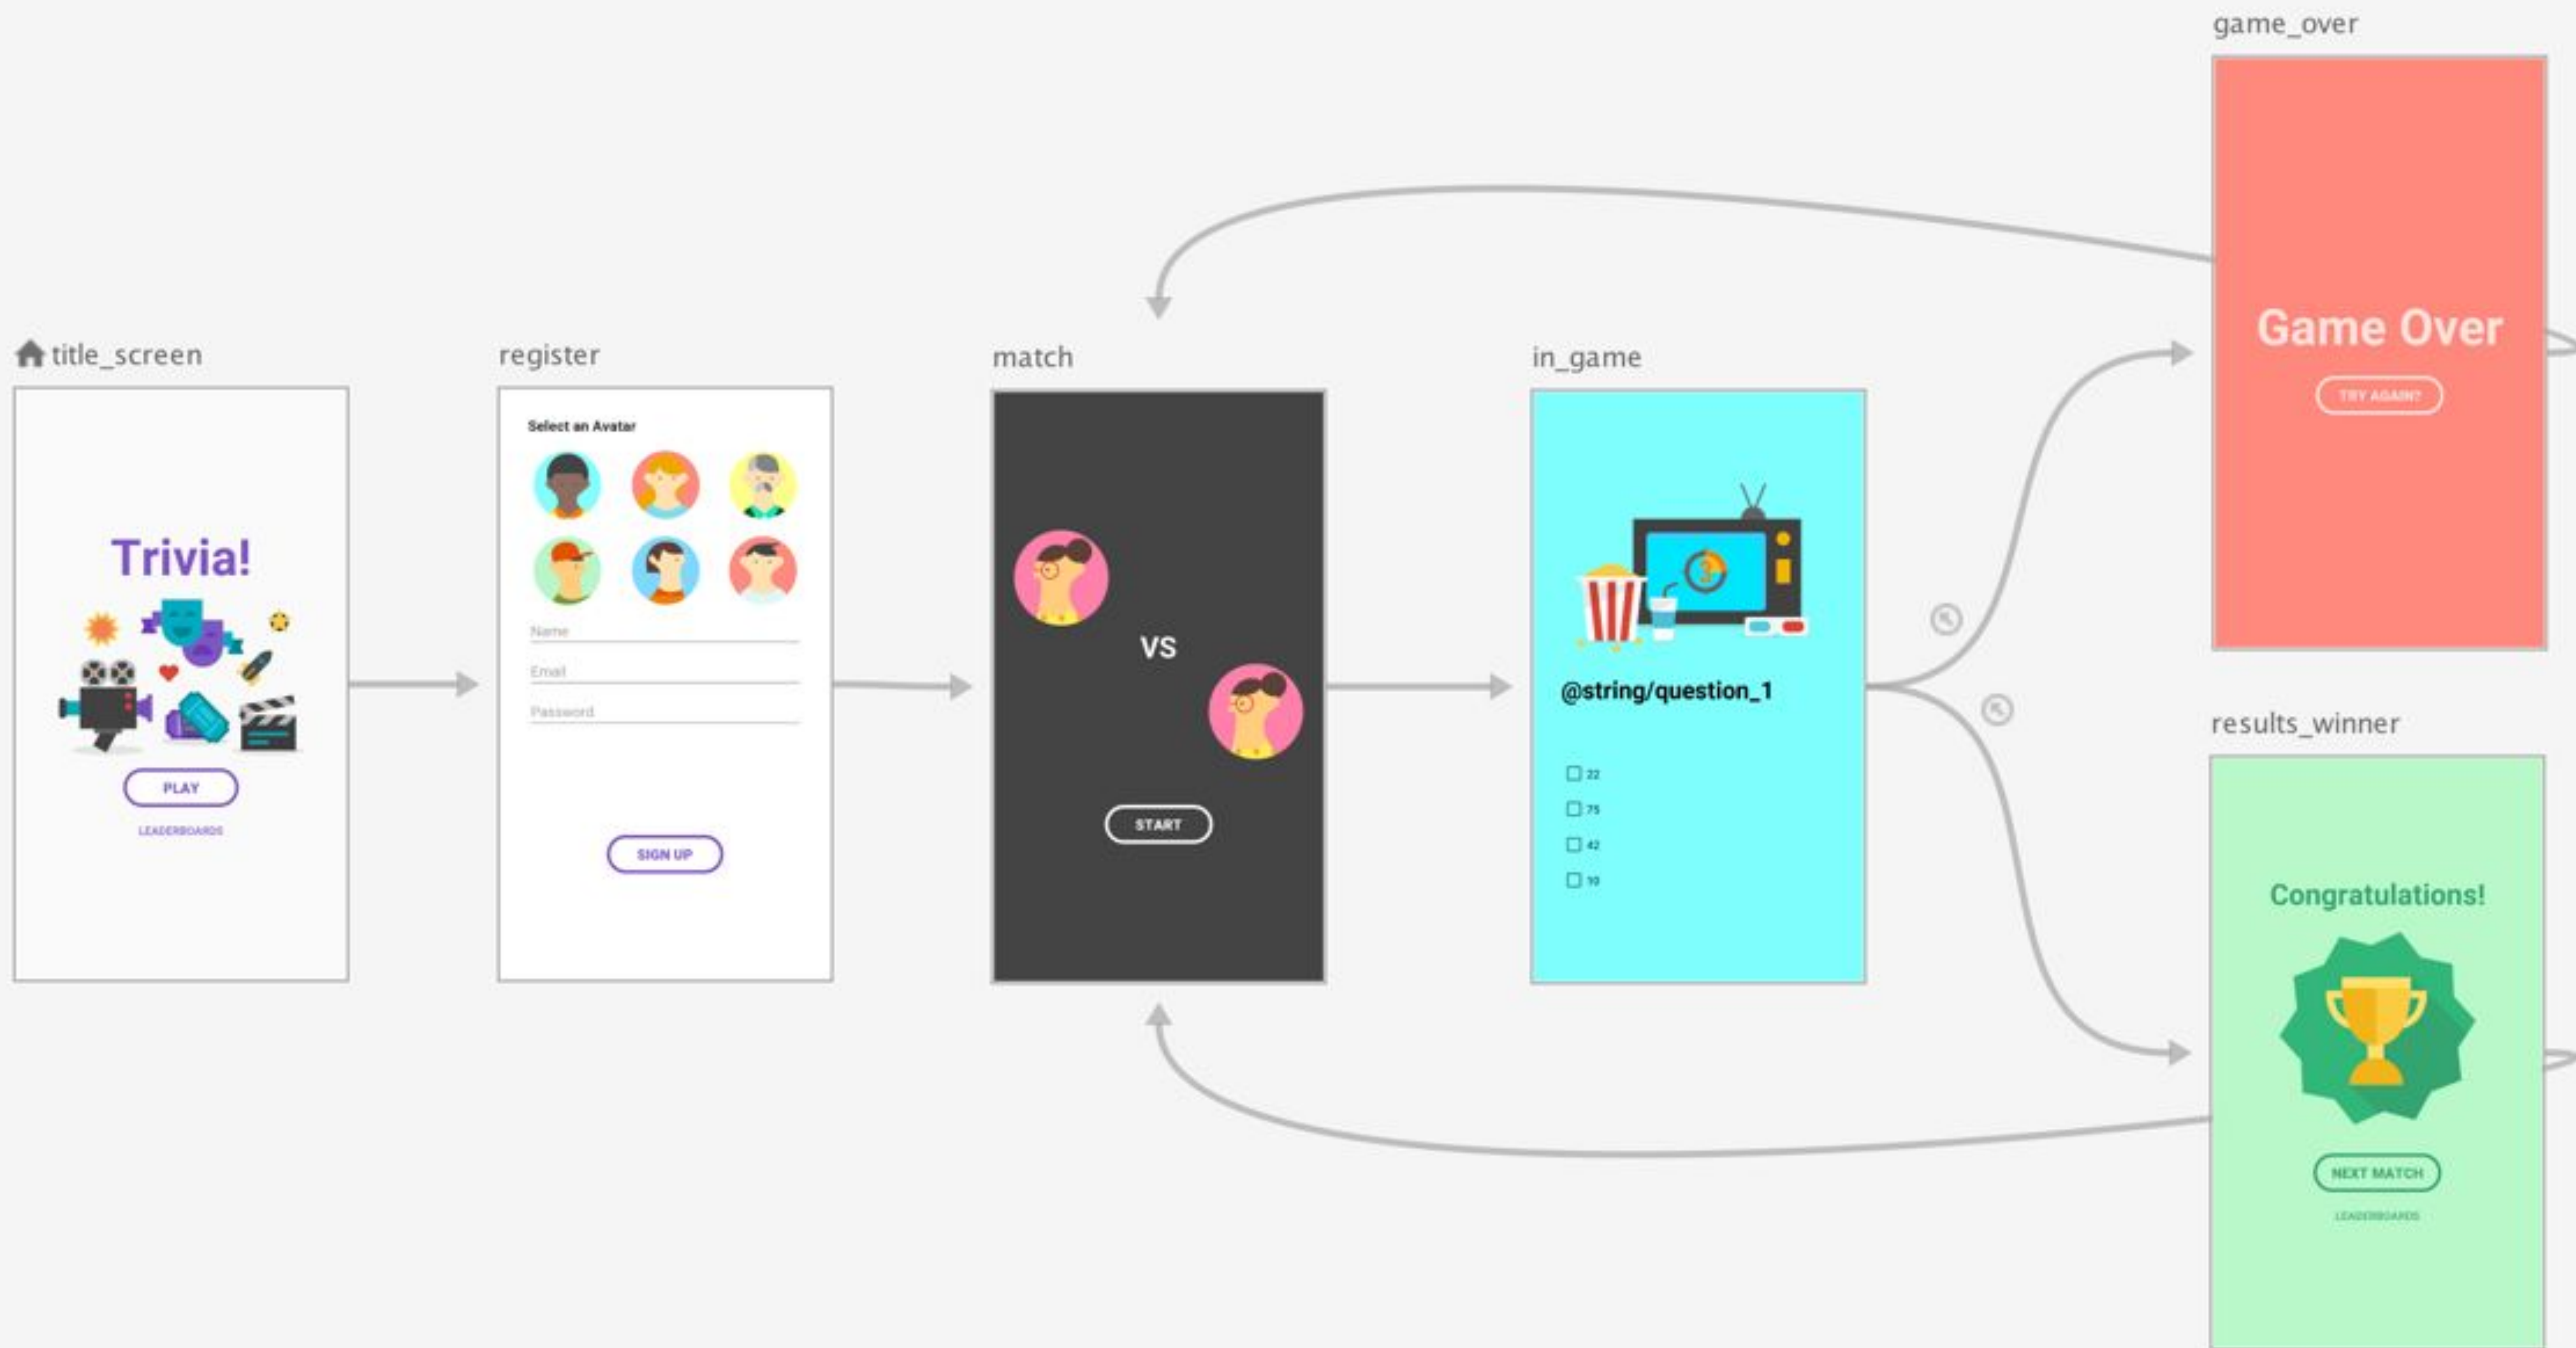 game_over
Game Over
TRY AGAIN?
title_screen
Trivia!
PLAY
LEADERBOARDS
register
Select an Avatar
Name
Email
Password
SIGN UP
match
VS
START
in_game
3
@string/question_1
22
75
42
10
results_winner
Congratulations!
NEXT MATCH
LEADERBOARDS